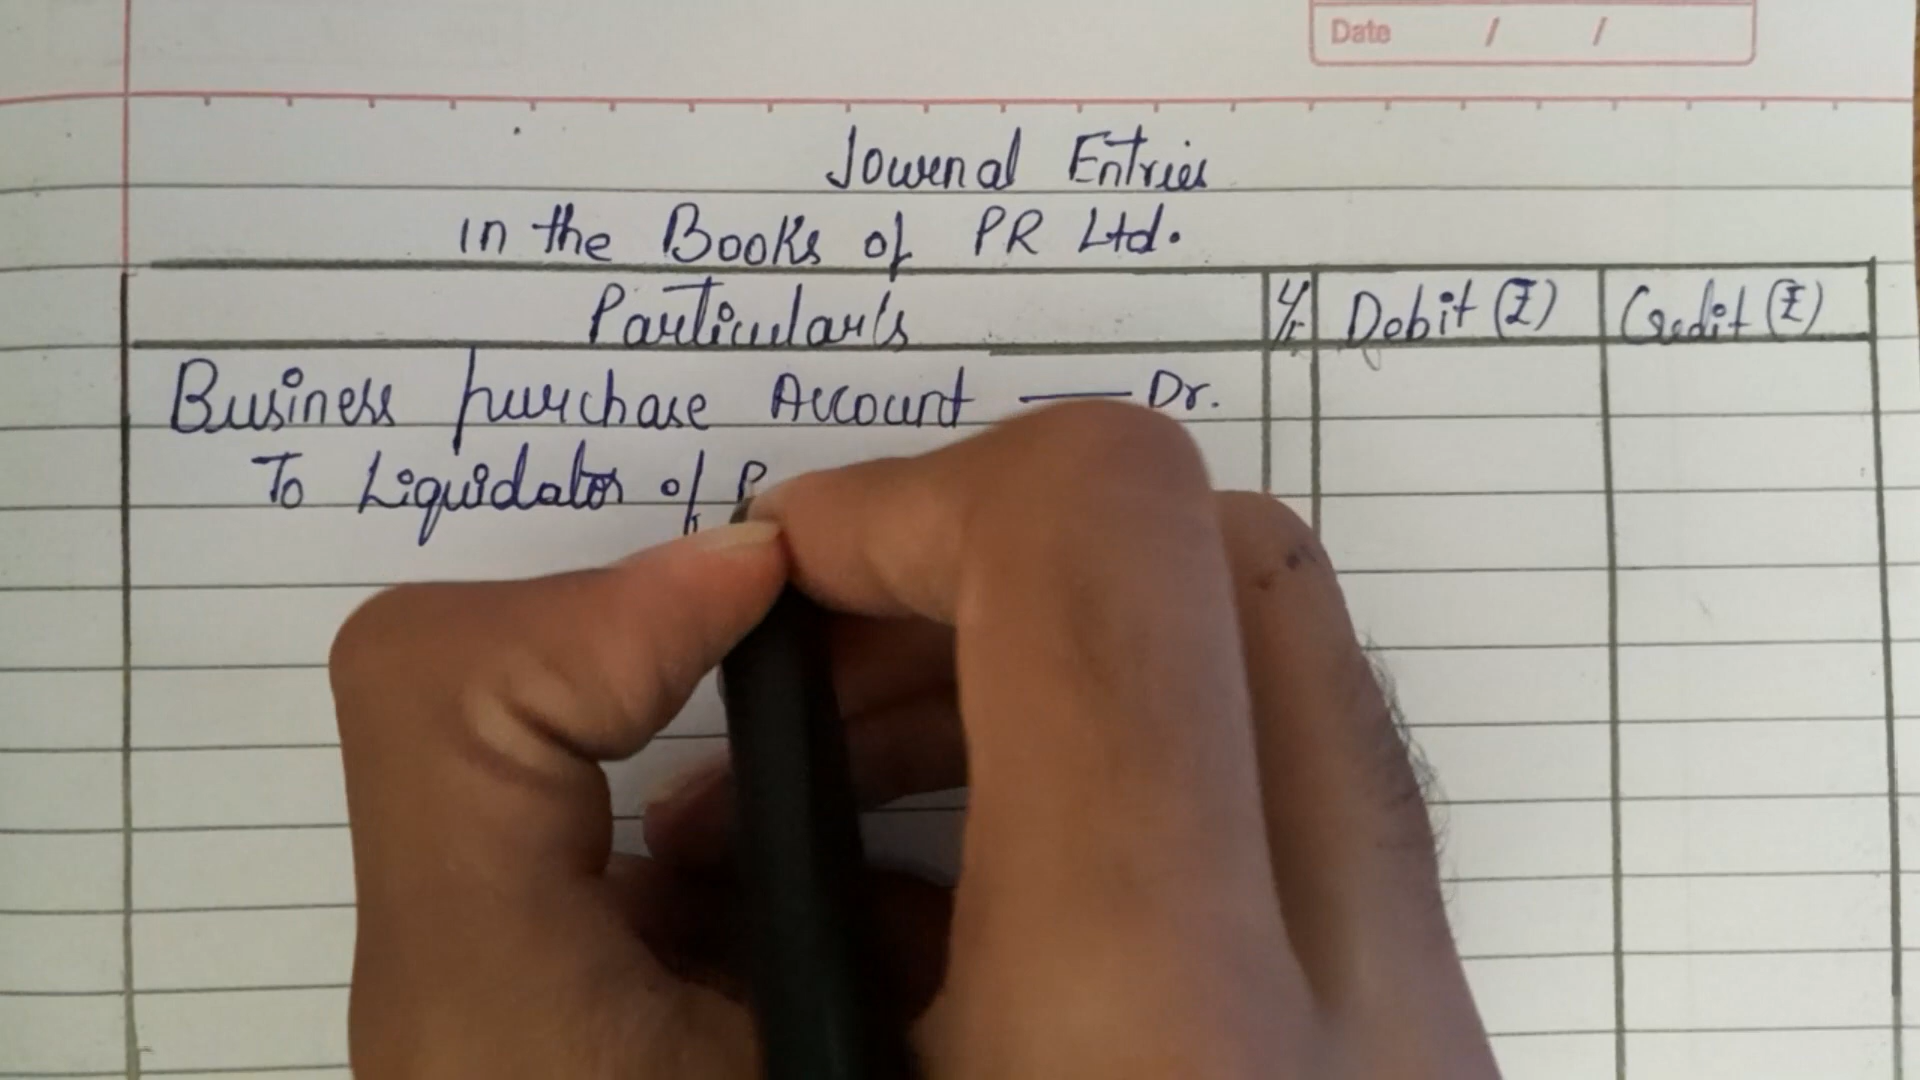 Date / /
Journal Entries
in the Books of PR Ltd.
Particulars L/F Debit (₹) Credit (₹)
Business purchase Account — Dr.
To Liquidator of P